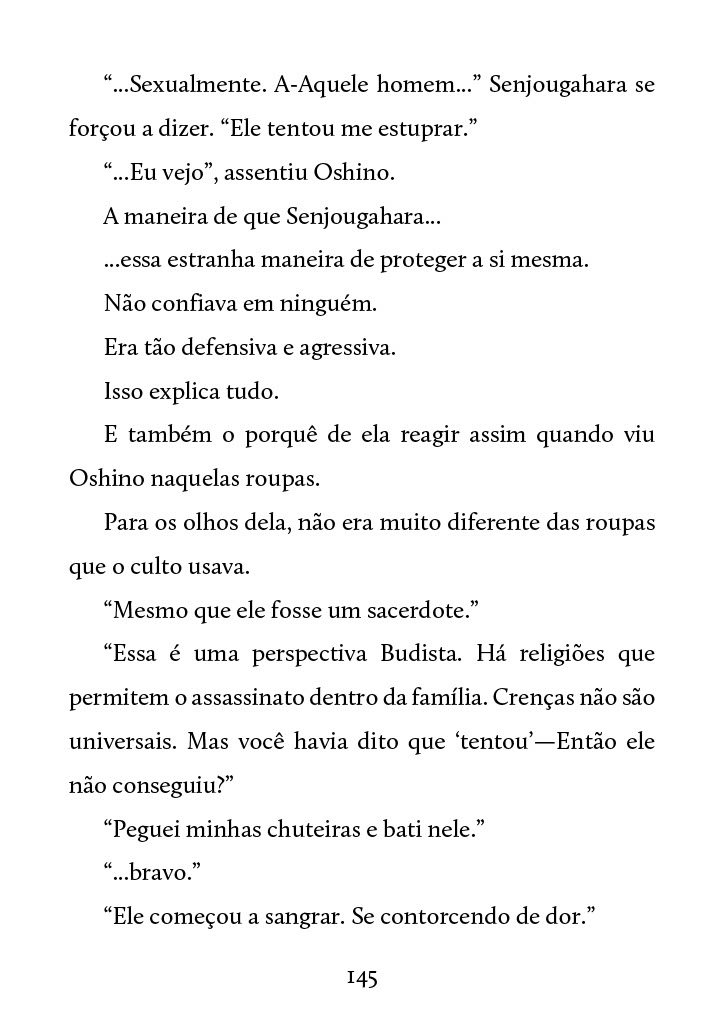 “...Sexualmente. A-Aquele homem...” Senjougahara se
forçou a dizer. “Ele tentou me estuprar.”
“...Eu vejo”, assentiu Oshino.
A maneira de que Senjougahara...
...essa estranha maneira de proteger a si mesma.
Não confiava em ninguém.
Era tão defensiva e agressiva.
Isso explica tudo.
E também o porquê de ela reagir assim quando viu
Oshino naquelas roupas.
Para os olhos dela, não era muito diferente das roupas
que o culto usava.
“Mesmo que ele fosse um sacerdote.”
“Essa é uma perspectiva Budista. Há religiões que
permitem o assassinato dentro da família. Crenças não são
universais. Mas você havia dito que ‘tentou’—Então ele
não conseguiu?”
“Peguei minhas chuteiras e bati nele.”
“...bravo.”
“Ele começou a sangrar. Se contorcendo de dor.”
145